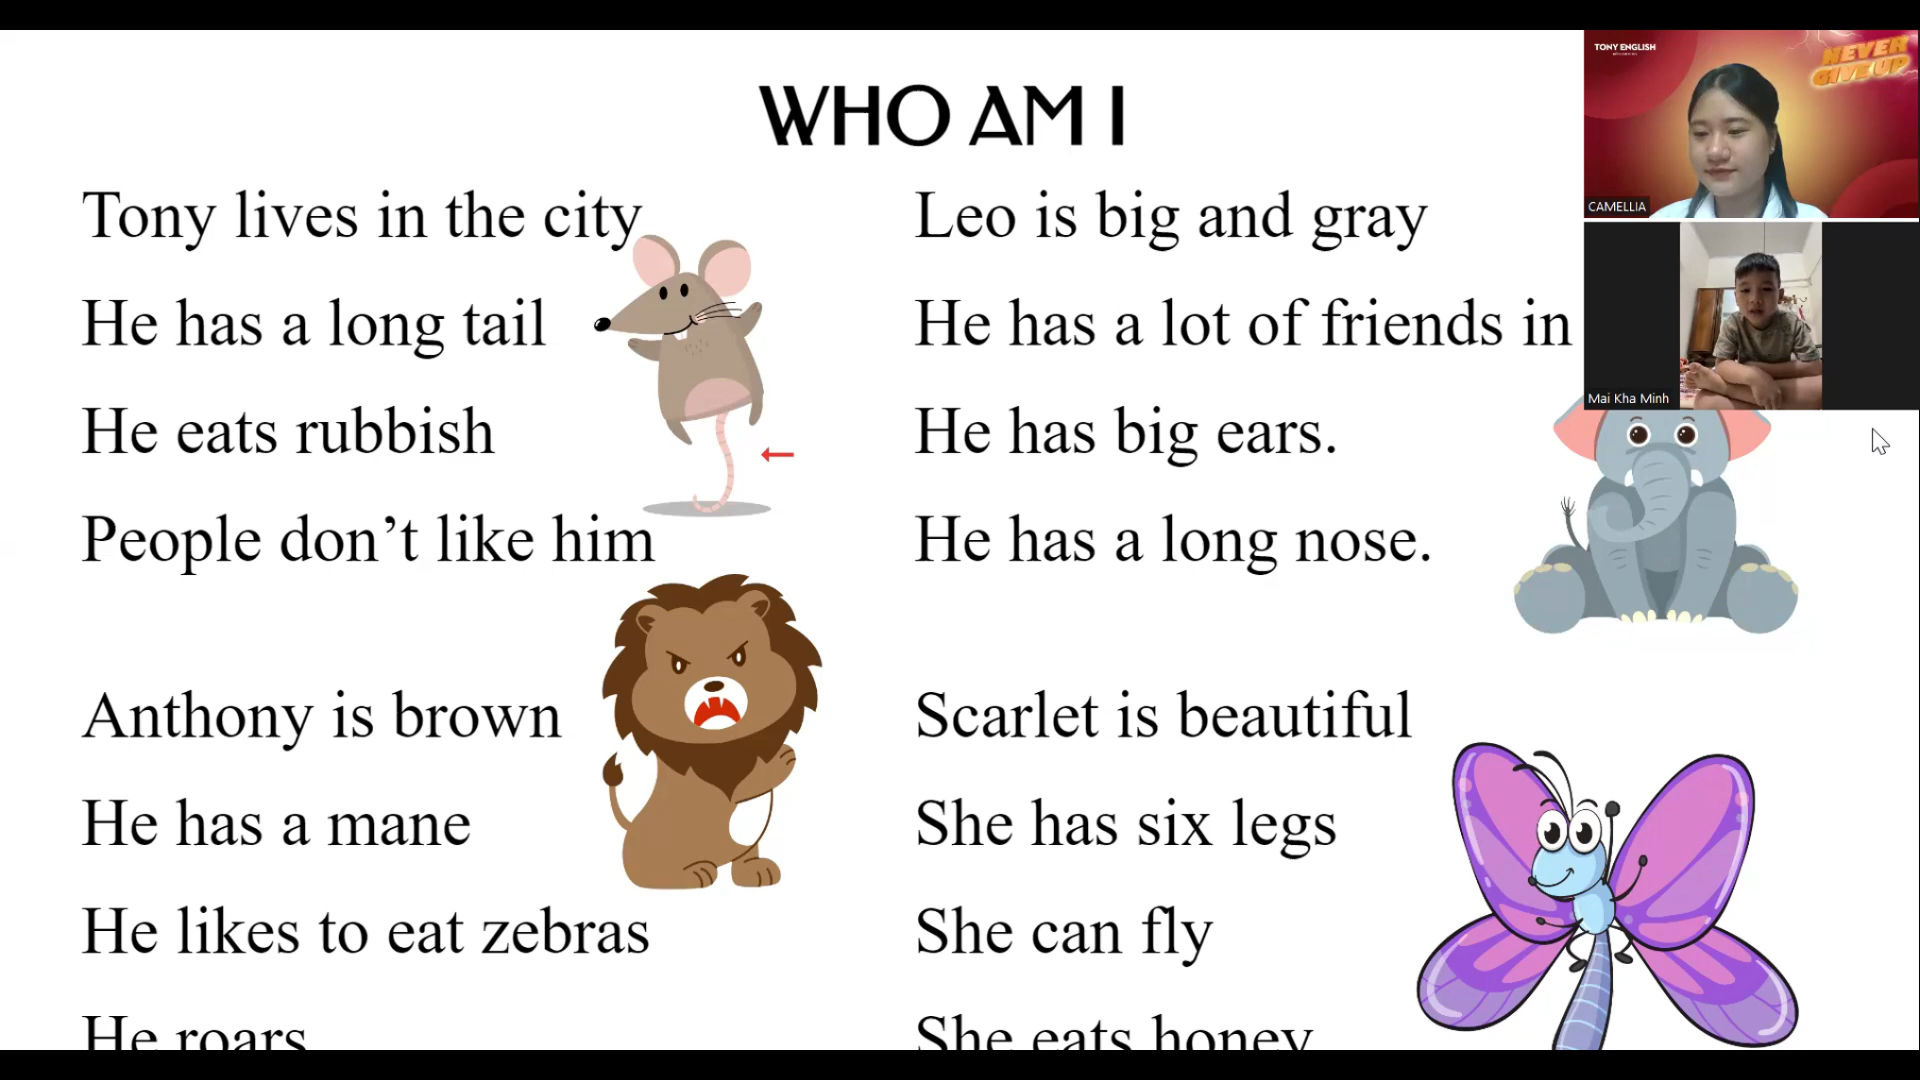 WHO AM I
Tony lives in the city
He has a long tail
He eats rubbish
People don’t like him
Leo is big and gray
He has a lot of friends in
He has big ears.
He has a long nose.
Anthony is brown
He has a mane
He likes to eat zebras
He roars
Scarlet is beautiful
She has six legs
She can fly
She eats honey
TONY ENGLISH
NEVER
GIVE UP
CAMELLIA
Mai Kha Minh